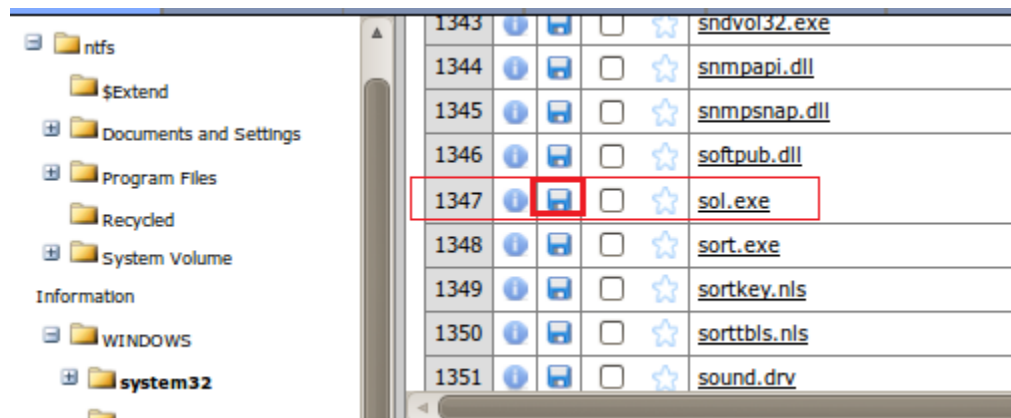 ntfs
$Extend
Documents and Settings
Program Files
Recycled
System Volume
Information
WINDOWS
system32
1343 sndvol32.exe
1344 snmpapi.dll
1345 snmpsnap.dll
1346 softpub.dll
1347 sol.exe
1348 sort.exe
1349 sortkey.nls
1350 sorttbls.nls
1351 sound.drv